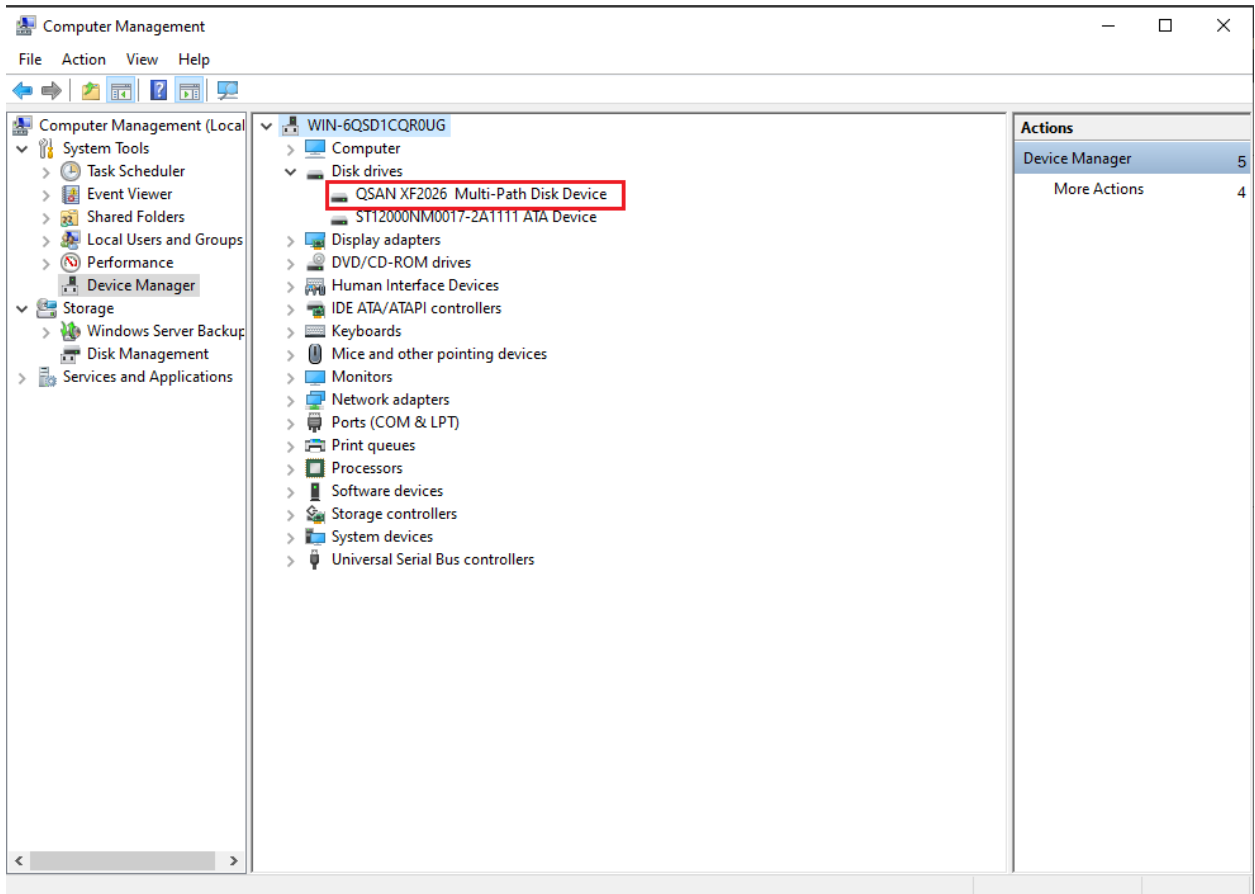 Computer Management
File Action View Help
Computer Management (Local
System Tools
Task Scheduler
Event Viewer
Shared Folders
Local Users and Groups
Performance
Device Manager
Storage
Windows Server Backup
Disk Management
Services and Applications
WIN-6QSD1CQR0UG
Computer
Disk drives
QSAN XF2026 Multi-Path Disk Device
ST12000NM0017-2A1111 ATA Device
Display adapters
DVD/CD-ROM drives
Human Interface Devices
IDE ATA/ATAPI controllers
Keyboards
Mice and other pointing devices
Monitors
Network adapters
Ports (COM & LPT)
Print queues
Processors
Software devices
Storage controllers
System devices
Universal Serial Bus controllers
Actions
Device Manager 5
More Actions 4